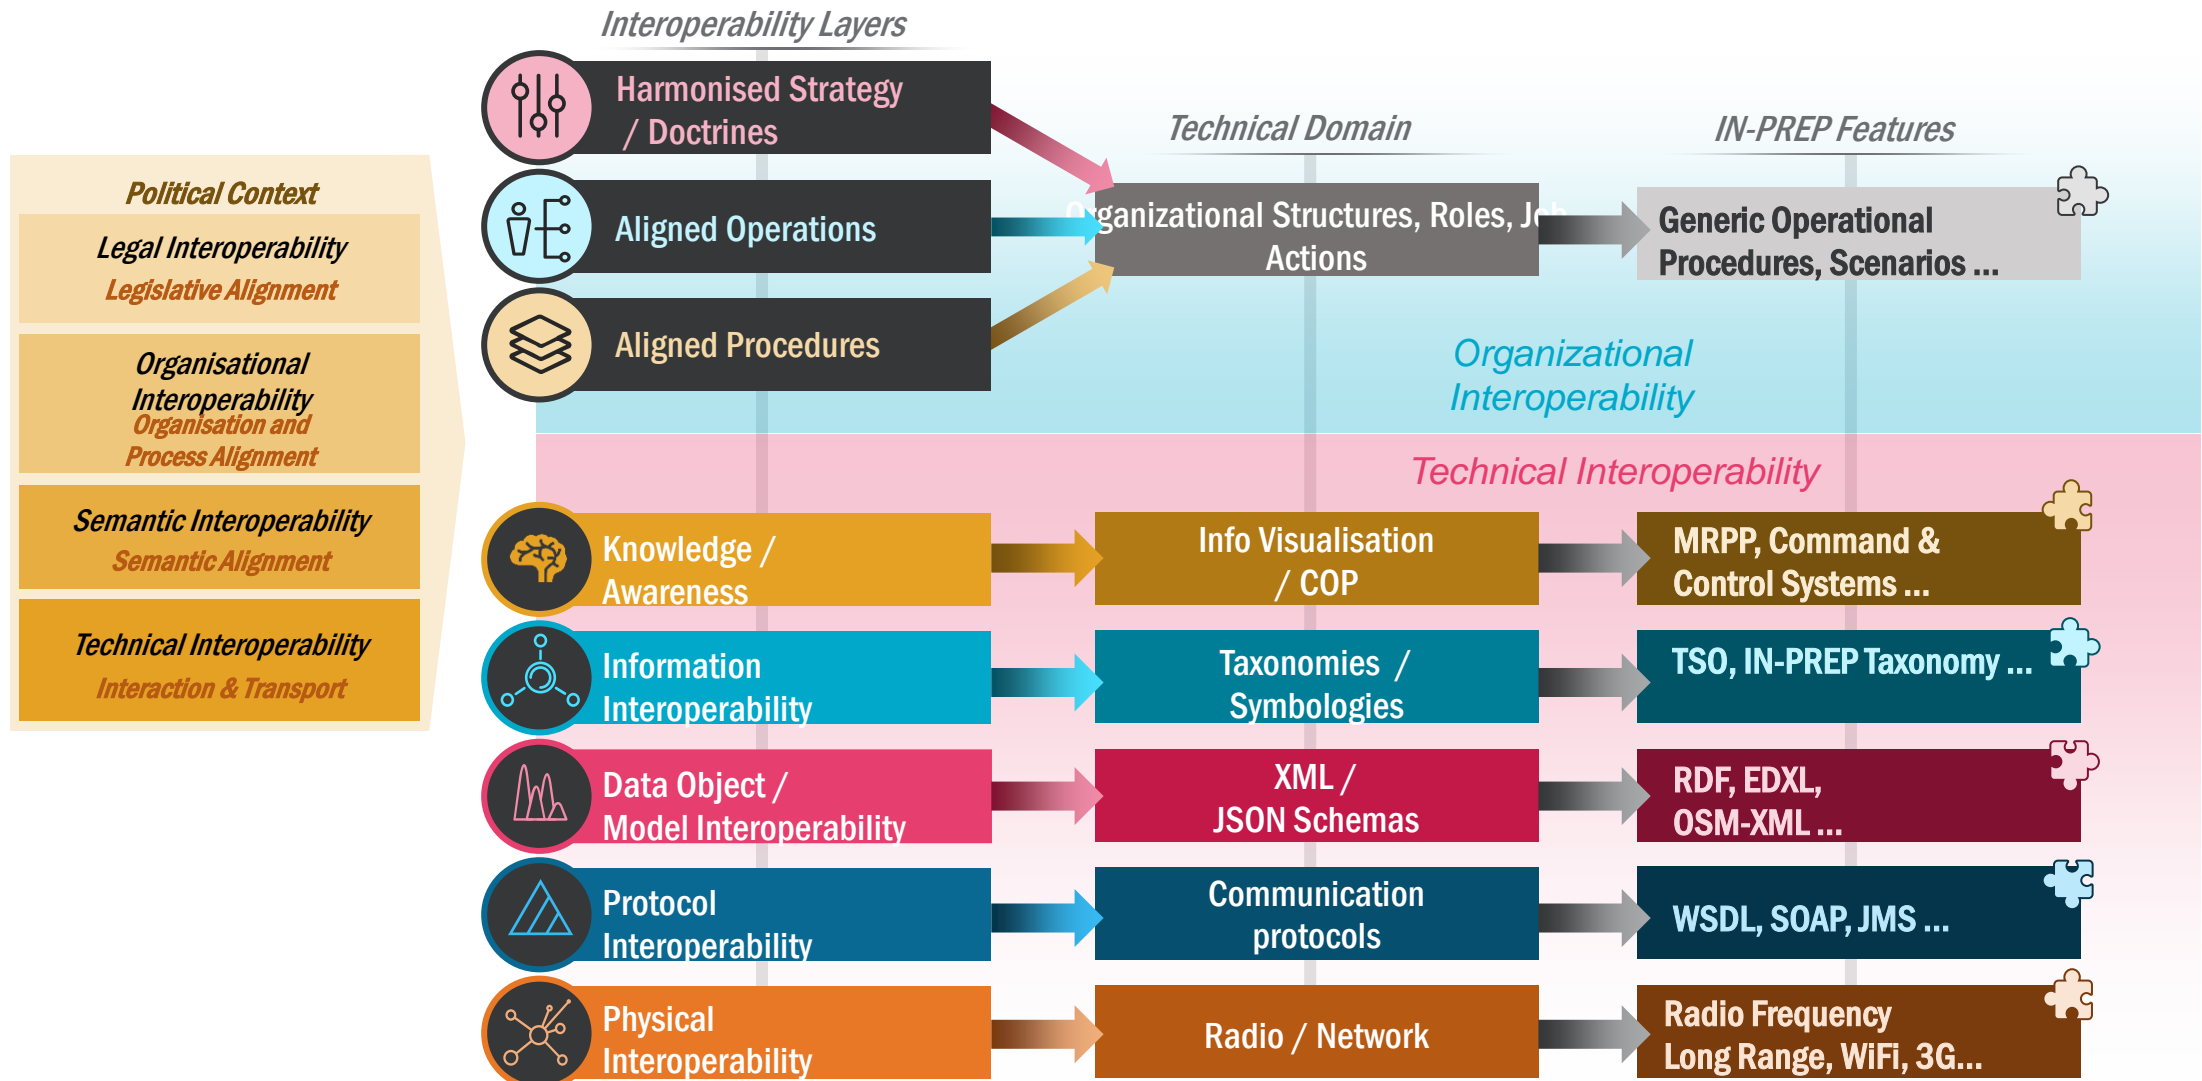 Interoperability Layers
Technical Domain
IN-PREP Features
Political Context
Legal Interoperability
Legislative Alignment
Organisational
Interoperability
Organisation and
Process Alignment
Semantic Interoperability
Semantic Alignment
Technical Interoperability
Interaction & Transport
Harmonised Strategy
/ Doctrines
Aligned Operations
Aligned Procedures
Organizational Structures, Roles, Job
Actions
Generic Operational
Procedures, Scenarios ...
Organizational
Interoperability
Technical Interoperability
Knowledge /
Awareness
Info Visualisation
/ COP
MRPP, Command &
Control Systems ...
Information
Interoperability
Taxonomies /
Symbologies
TSO, IN-PREP Taxonomy ...
Data Object /
Model Interoperability
XML /
JSON Schemas
RDF, EDXL,
OSM-XML ...
Protocol
Interoperability
Communication
protocols
WSDL, SOAP, JMS ...
Physical
Interoperability
Radio / Network
Radio Frequency
Long Range, WiFi, 3G...